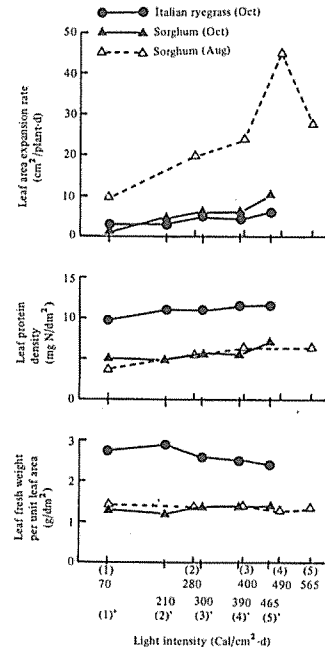 Italian ryegrass (Oct)
Sorghum (Oct)
Sorghum (Aug)
50
40
30
20
10
0
Leaf area expansion rate
(cm²/plant·d)
15
10
5
0
Leaf protein
density
(mg N/dm²)
3
2
1
0
Leaf fresh weight
per unit leaf area
(g/dm²)
(1) (2) (3) (4) (5)
70 280 400 490 565
210 300 390 465
(1)' (2)' (3)' (4)' (5)'
Light intensity (Cal/cm²·d)